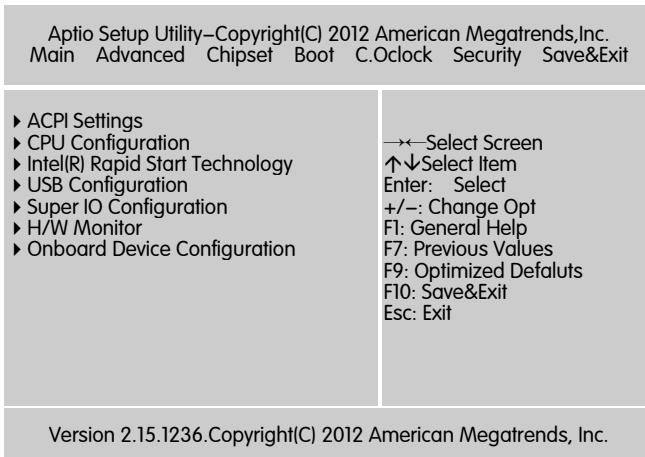 Aptio Setup Utility–Copyright(C) 2012 American Megatrends,Inc.
Main Advanced Chipset Boot C.Oclock Security Save&Exit
ACPI Settings
CPU Configuration
Intel(R) Rapid Start Technology
USB Configuration
Super IO Configuration
H/W Monitor
Onboard Device Configuration
→←Select Screen
↑↓Select Item
Enter: Select
+/–: Change Opt
F1: General Help
F7: Previous Values
F9: Optimized Defaluts
F10: Save&Exit
Esc: Exit
Version 2.15.1236.Copyright(C) 2012 American Megatrends, Inc.